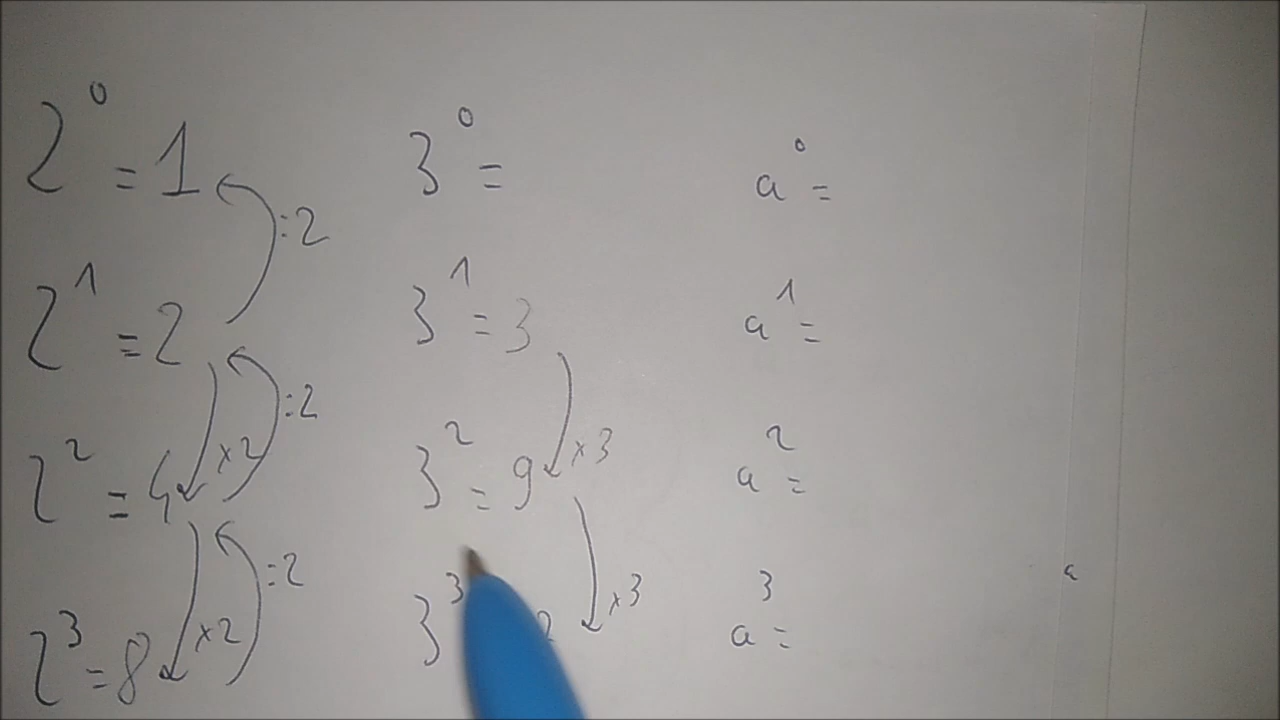 2⁰ = 1 3⁰ = a⁰ =
:2
2¹ = 2 3¹ = 3 a¹ =
:2
×2 ×3
2² = 4 3² = 9 a² =
:2
×2 ×3
2³ = 8 3³ a³ =
a